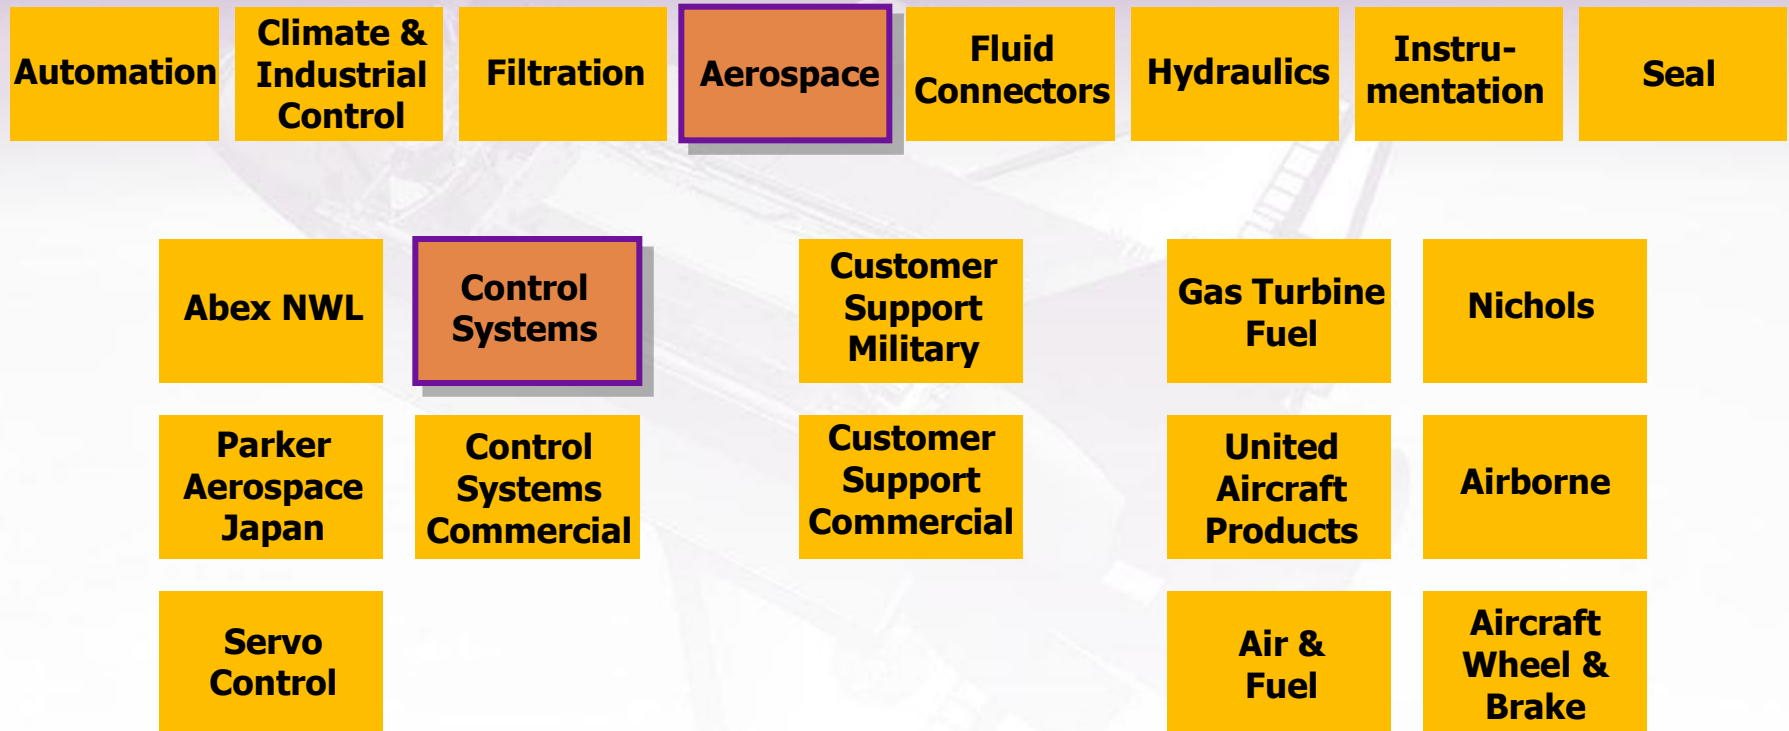 Automation
Climate &
Industrial
Control
Filtration
Aerospace
Fluid
Connectors
Hydraulics
Instru-
mentation
Seal
Abex NWL
Control
Systems
Customer
Support
Military
Gas Turbine
Fuel
Nichols
Parker
Aerospace
Japan
Control
Systems
Commercial
Customer
Support
Commercial
United
Aircraft
Products
Airborne
Servo
Control
Air &
Fuel
Aircraft
Wheel &
Brake